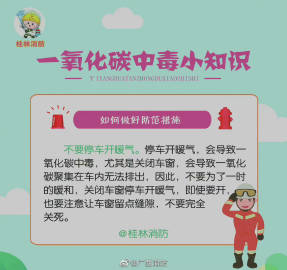 桂林消防
一氧化碳中毒小知识
YIYANGHUATANZHONGDUXIAOZHISHI
如何做好防范措施
不要停车开暖气。停车开暖气，会导致一
氧化碳中毒，尤其是关闭车窗，会导致一氧化
碳聚集在车内无法排出，因此，不要为了一时
的暖和，关闭车窗停车开暖气，即使要开，
也要注意让车窗留点缝隙，不要完全
关死。
@桂林消防